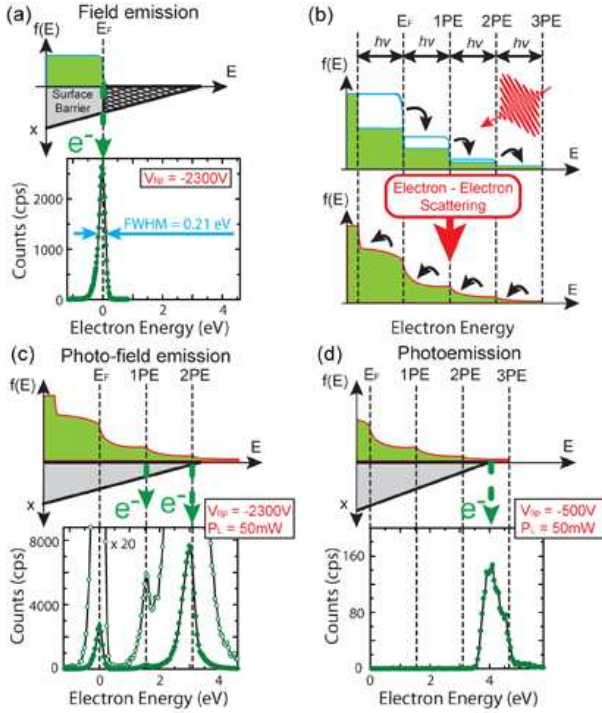 (a) Field emission
f(E)
E_F
E
Surface
Barrier
x
e⁻
V_tip = -2300V
FWHM = 0.21 eV
Counts (cps)
2000
1000
0
0 2 4
Electron Energy (eV)
(b)
E_F 1PE 2PE 3PE
hν hν hν hν
f(E)
E
Electron - Electron
Scattering
f(E)
E
Electron Energy
(c) Photo-field emission
f(E)
E_F 1PE 2PE
E
x
e⁻ e⁻
V_tip = -2300V
P_L = 50mW
x 20
Counts (cps)
8000
4000
0
0 2 4
Electron Energy (eV)
(d) Photoemission
f(E)
E_F 1PE 2PE 3PE
E
x
e⁻
V_tip = -500V
P_L = 50mW
Counts (cps)
160
80
0
0 2 4
Electron Energy (eV)